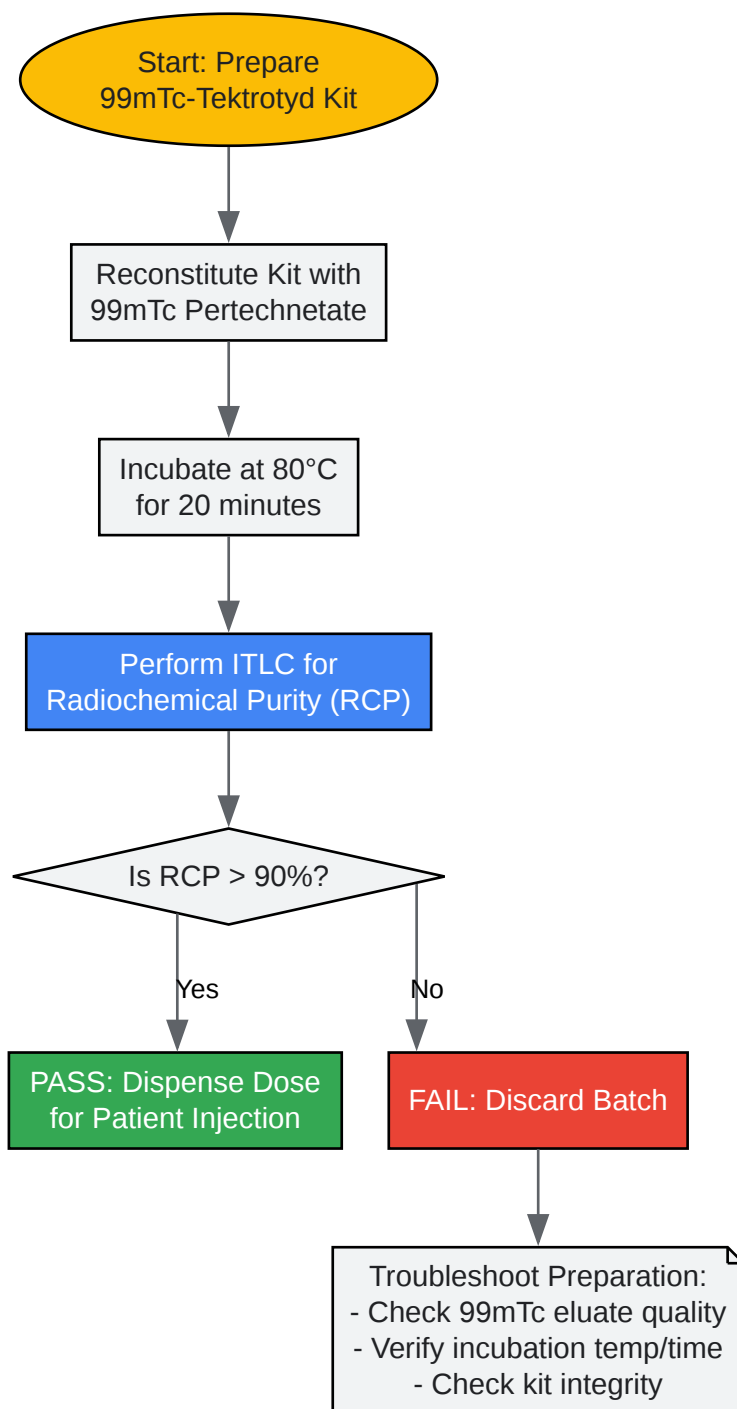 Start: Prepare
99mTc-Tektrotyd Kit
Reconstitute Kit with
99mTc Pertechnetate
Incubate at 80°C
for 20 minutes
Perform ITLC for
Radiochemical Purity (RCP)
Is RCP > 90%?
Yes
No
PASS: Dispense Dose
for Patient Injection
FAIL: Discard Batch
Troubleshoot Preparation:
- Check 99mTc eluate quality
- Verify incubation temp/time
- Check kit integrity